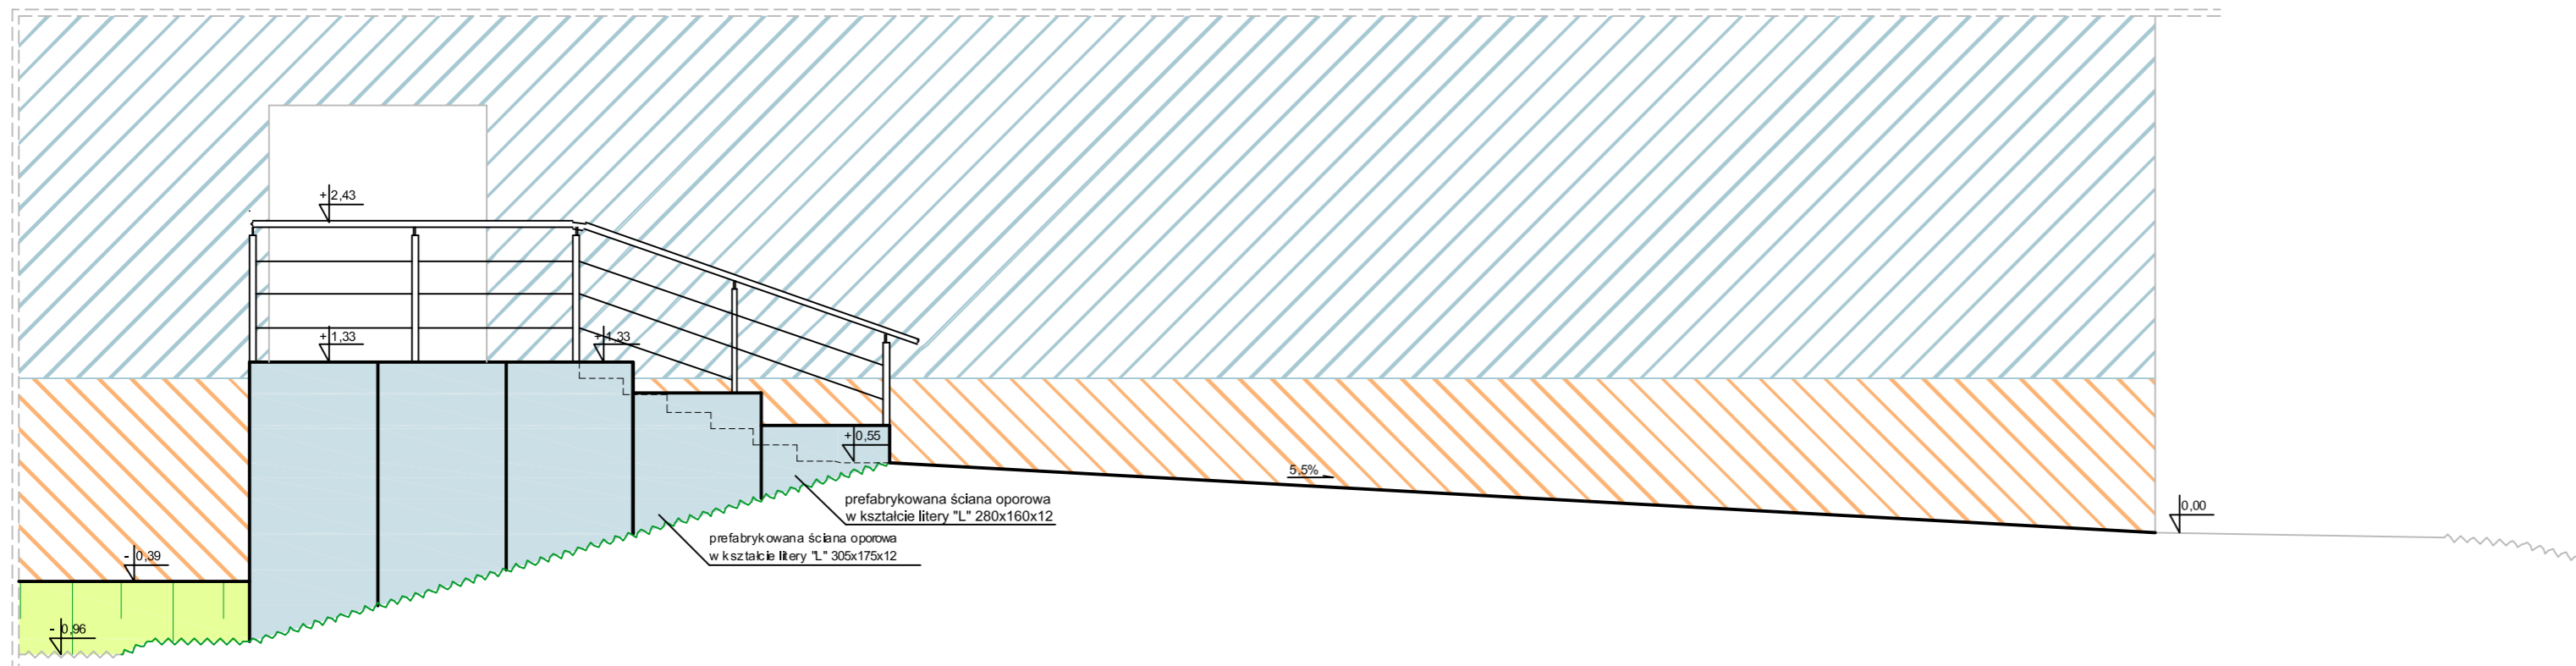 +2,43
+1,33
+1,33
+0,55
5,5%
prefabrykowana ściana oporowa
w kształcie litery "L" 280x160x12
0,00
prefabrykowana ściana oporowa
w kształcie litery "L" 305x175x12
- 0,39
- 0,96